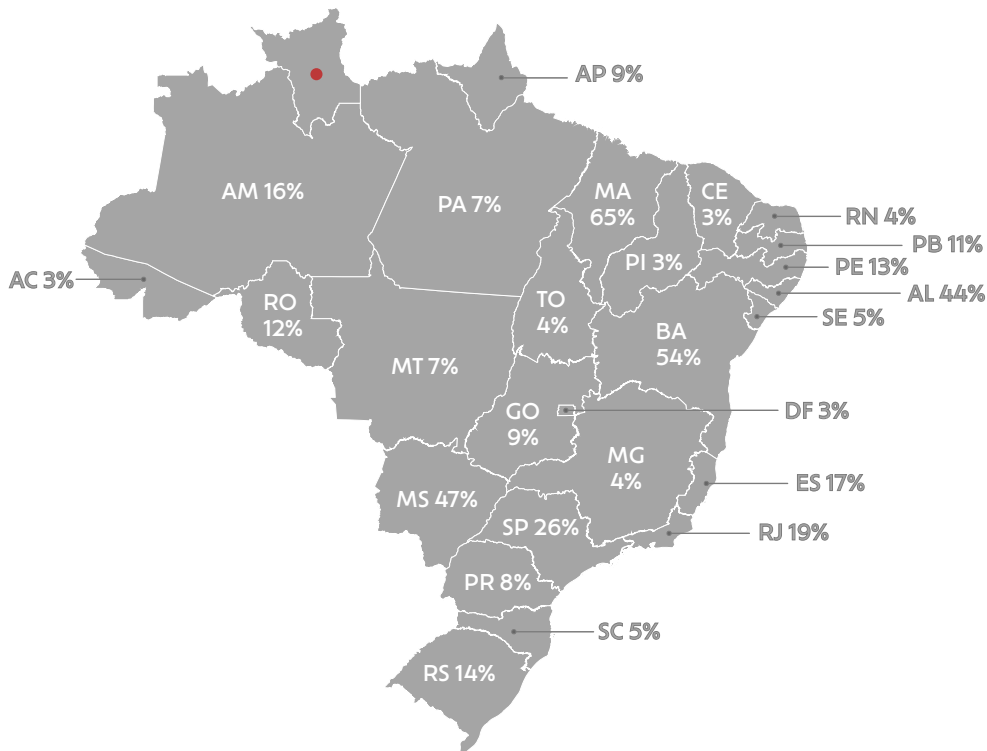 AP 9%
AM 16%
PA 7%
MA
65%
CE
3%
RN 4%
PB 11%
PI 3%
PE 13%
AC 3%
AL 44%
RO
12%
TO
4%
SE 5%
BA
54%
MT 7%
GO
9%
DF 3%
MG
4%
ES 17%
MS 47%
SP 26%
RJ 19%
PR 8%
SC 5%
RS 14%